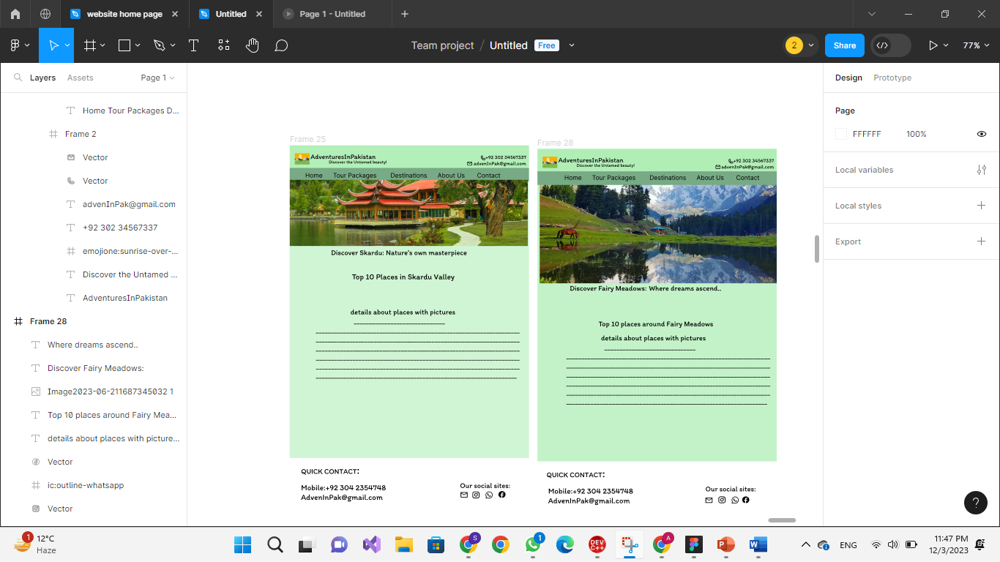 website home page
Untitled
Page 1 - Untitled
Team project / Untitled Free
2
Share
77%
Layers
Assets
Page 1
Home Tour Packages D...
Frame 2
Vector
Vector
advenInPak@gmail.com
+92 302 34567337
emojione:sunrise-over-...
Discover the Untamed ...
AdventuresInPakistan
Frame 28
Where dreams ascend..
Discover Fairy Meadows:
Image2023-06-211687345032 1
Top 10 places around Fairy Mea...
details about places with picture...
Vector
ic:outline-whatsapp
Vector
Frame 25
AdventuresInPakistan
Discover the Untamed beauty!
+92 302 34567337
advenInPak@gmail.com
Home Tour Packages Destinations About Us Contact
Discover Skardu: Nature's own masterpiece
Top 10 Places in Skardu Valley
details about places with pictures
QUICK CONTACT:
Mobile:+92 304 2354748
AdvenInPak@gmail.com
Our social sites:
Frame 28
AdventuresInPakistan
Discover the Untamed beauty!
+92 302 34567337
advenInPak@gmail.com
Home Tour Packages Destinations About Us Contact
Discover Fairy Meadows: Where dreams ascend..
Top 10 places around Fairy Meadows
details about places with pictures
QUICK CONTACT:
Mobile:+92 304 2354748
AdvenInPak@gmail.com
Our social sites:
Design
Prototype
Page
FFFFFF 100%
Local variables
Local styles
Export
?
1
12°C
Haze
S
1
DEV
C++
A
P
W
ENG
11:47 PM
12/3/2023